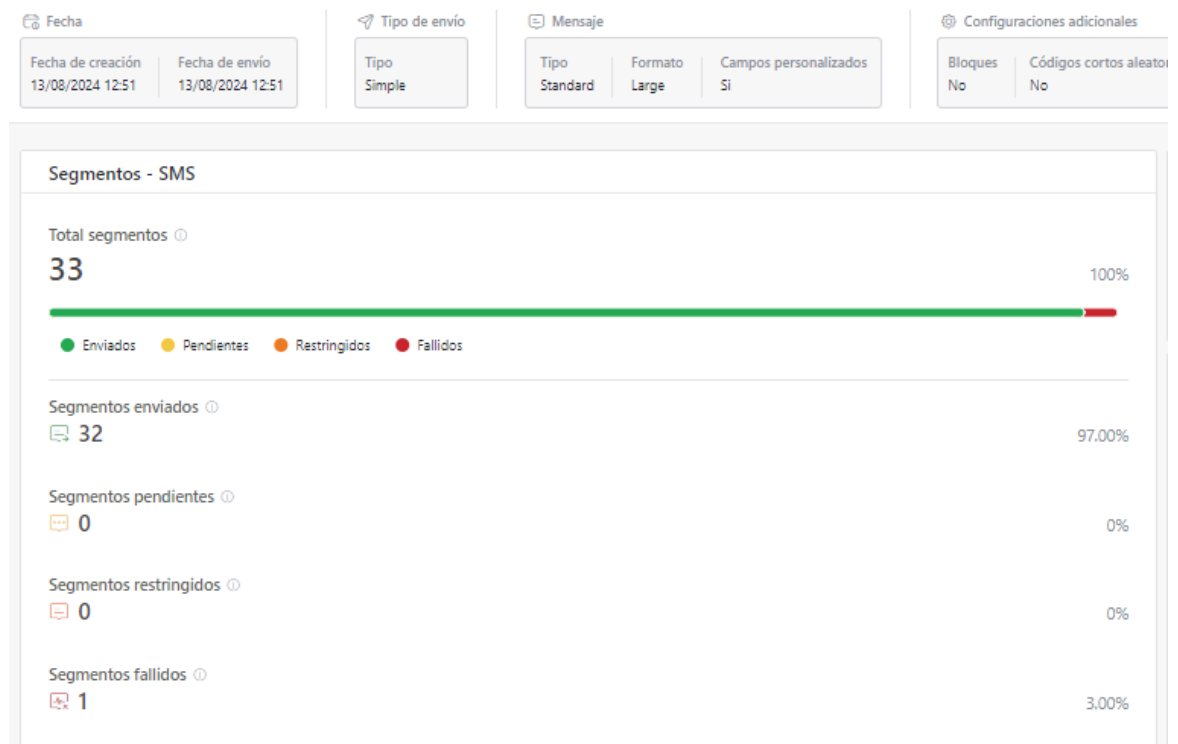 Fecha
Tipo de envío
Mensaje
Configuraciones adicionales
Fecha de creación
Fecha de envío
13/08/2024 12:51
13/08/2024 12:51
Tipo
Simple
Tipo
Formato
Campos personalizados
Standard
Large
Si
Bloques
Códigos cortos aleato
No
No
Segmentos - SMS
Total segmentos
33
100%
Enviados
Pendientes
Restringidos
Fallidos
Segmentos enviados
32
97.00%
Segmentos pendientes
0
0%
Segmentos restringidos
0
0%
Segmentos fallidos
1
3.00%